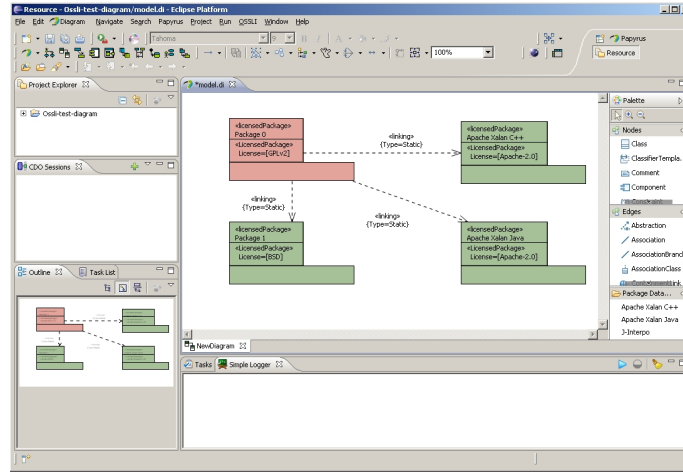 Resource - Ossli-test-diagram/model.di - Eclipse Platform
File Edit Diagram Navigate Search Papyrus Project Run OSSLI Window Help
Tahoma 9
100%
Papyrus
Resource
Project Explorer
Ossli-test-diagram
CDO Sessions
Outline Task List
*model.di
«licensedPackage»
Package 0
«LicensedPackage»
License=[GPLv2]
«linking»
{Type=Static}
«licensedPackage»
Apache Xalan C++
«LicensedPackage»
License=[Apache-2.0]
«linking»
{Type=Static}
«linking»
{Type=Static}
«licensedPackage»
Package 1
«LicensedPackage»
License=[BSD]
«licensedPackage»
Apache Xalan Java
«LicensedPackage»
License=[Apache-2.0]
NewDiagram
Palette
Nodes
Class
ClassifierTempla.
Comment
Component
Edges
Abstraction
Association
AssociationBranc
AssociationClass
Package Data...
Apache Xalan C++
Apache Xalan Java
J-Interpo
Tasks Simple Logger